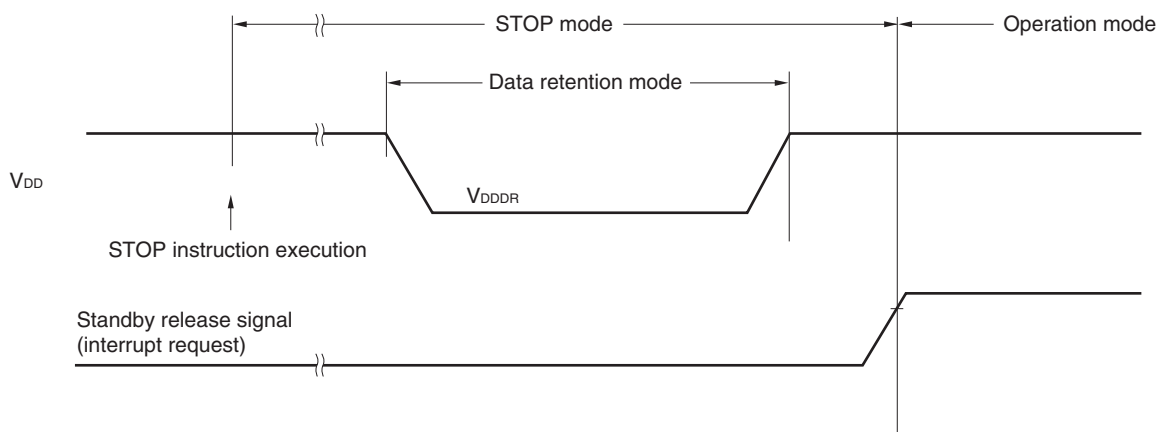 STOP mode
Operation mode
Data retention mode
VDD
VDDDR
STOP instruction execution
Standby release signal
(interrupt request)